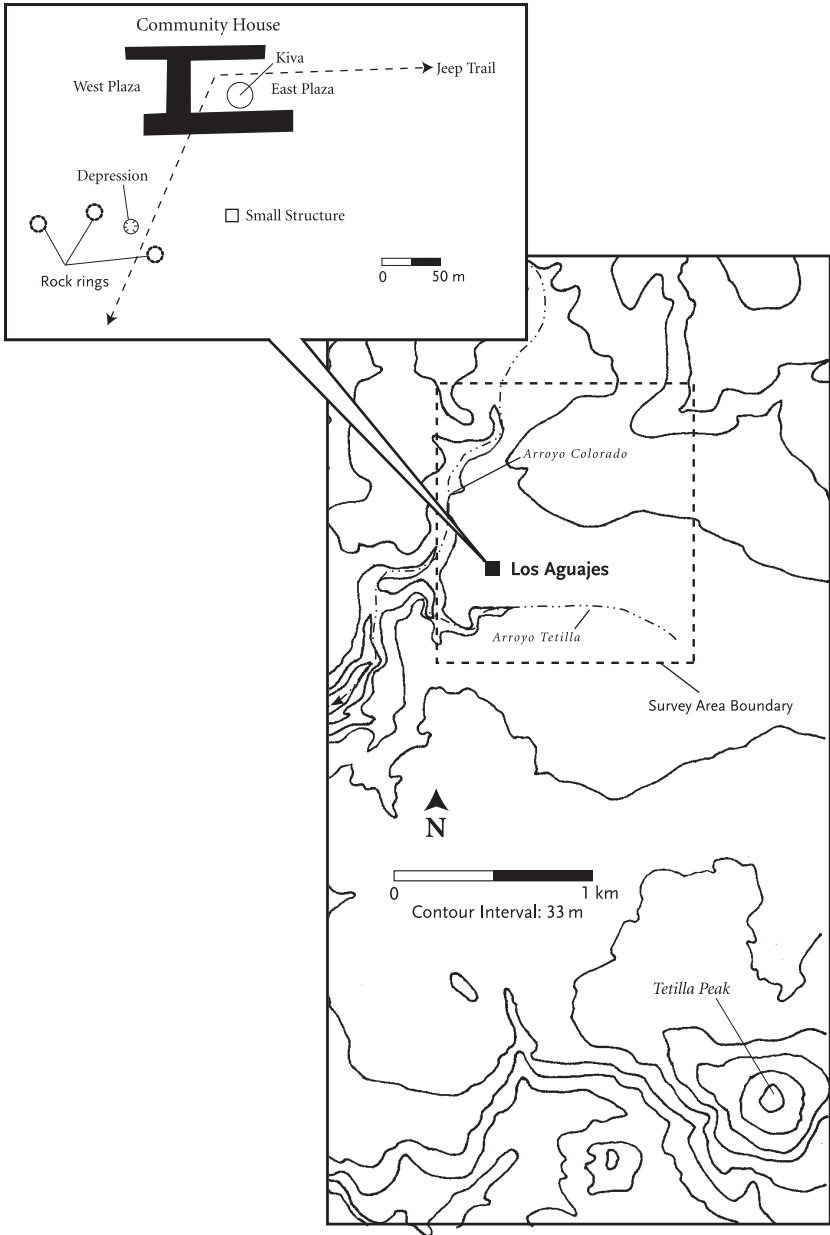 Community House
Kiva
Jeep Trail
West Plaza
East Plaza
Depression
Small Structure
Rock rings
0 50 m
Arroyo Colorado
Los Aguajes
Arroyo Tetilla
Survey Area Boundary
N
0 1 km
Contour Interval: 33 m
Tetilla Peak